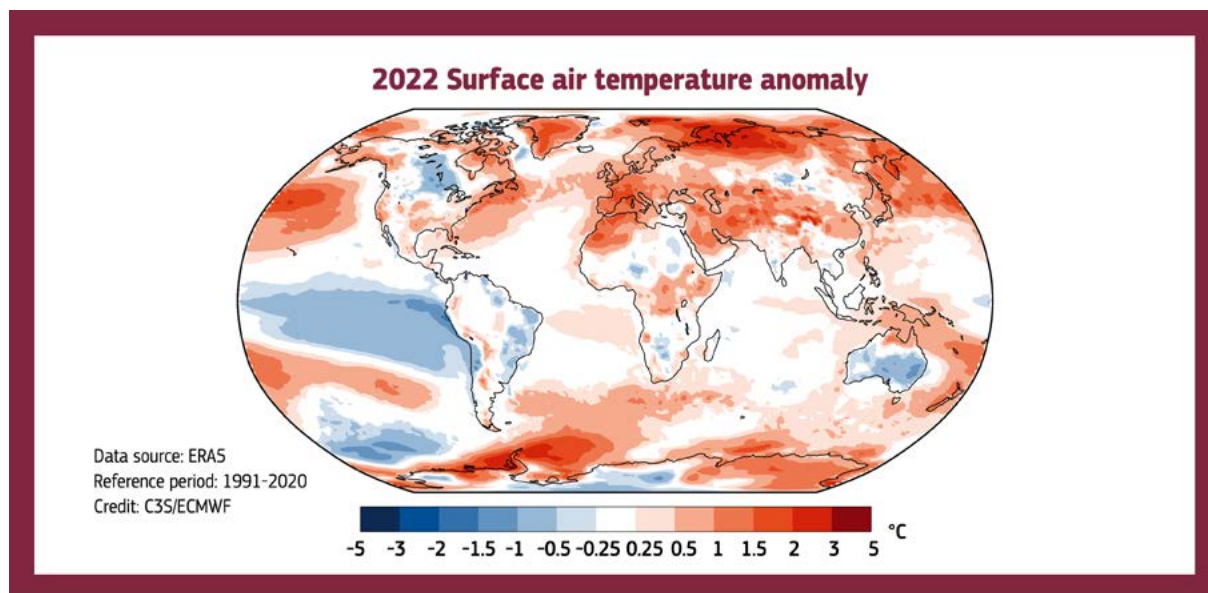 2022 Surface air temperature anomaly
Data source: ERA5
Reference period: 1991-2020
Credit: C3S/ECMWF
°C
-5 -3 -2 -1.5 -1 -0.5 -0.25 0.25 0.5 1 1.5 2 3 5